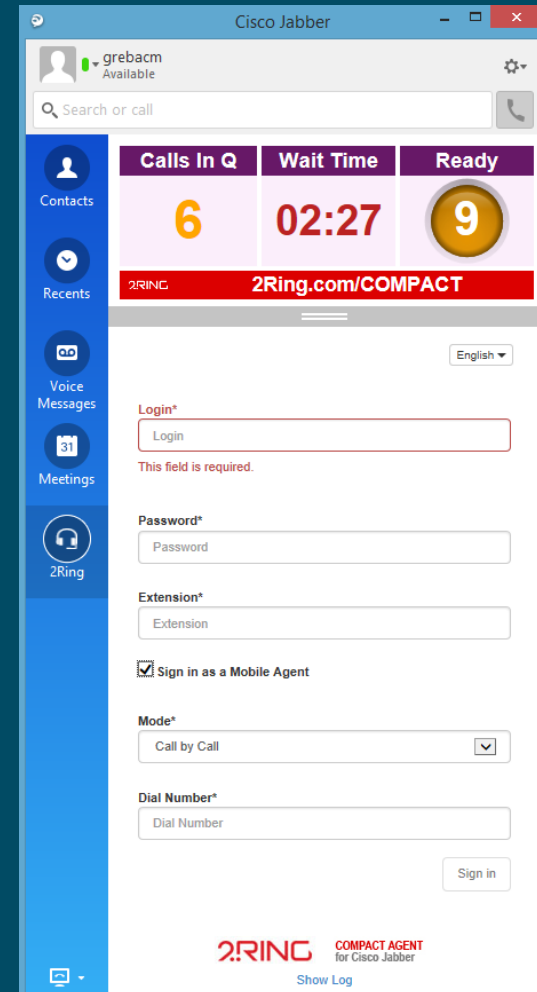 Cisco Jabber
grebacm
Available
Search or call
Contacts
Recents
Voice
Messages
31
Meetings
2Ring
Calls In Q
Wait Time
Ready
6
02:27
9
2RING
2Ring.com/COMPACT
English
Login*
Login
This field is required.
Password*
Password
Extension*
Extension
Sign in as a Mobile Agent
Mode*
Call by Call
Dial Number*
Dial Number
Sign in
2RING
COMPACT AGENT
for Cisco Jabber
Show Log